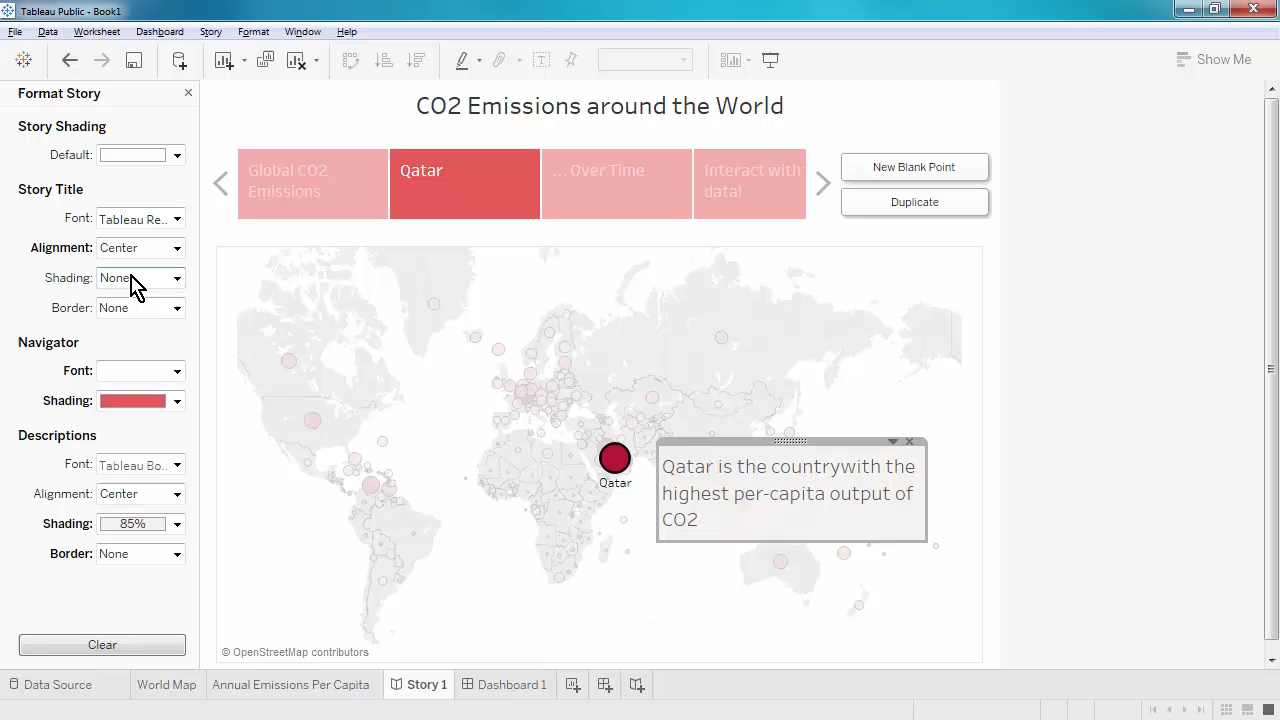 Tableau Public - Book1
File Data Worksheet Dashboard Story Format Window Help
Show Me
Format Story
Story Shading
Default:
Story Title
Font: Tableau Re..
Alignment: Center
Shading: None
Border: None
Navigator
Font:
Shading:
Descriptions
Font: Tableau Bo..
Alignment: Center
Shading: 85%
Border: None
Clear
CO2 Emissions around the World
Global CO2
Emissions
Qatar
... Over Time
Interact with
data!
New Blank Point
Duplicate
Qatar
Qatar is the countrywith the
highest per-capita output of
CO2
© OpenStreetMap contributors
Data Source World Map Annual Emissions Per Capita Story 1 Dashboard 1